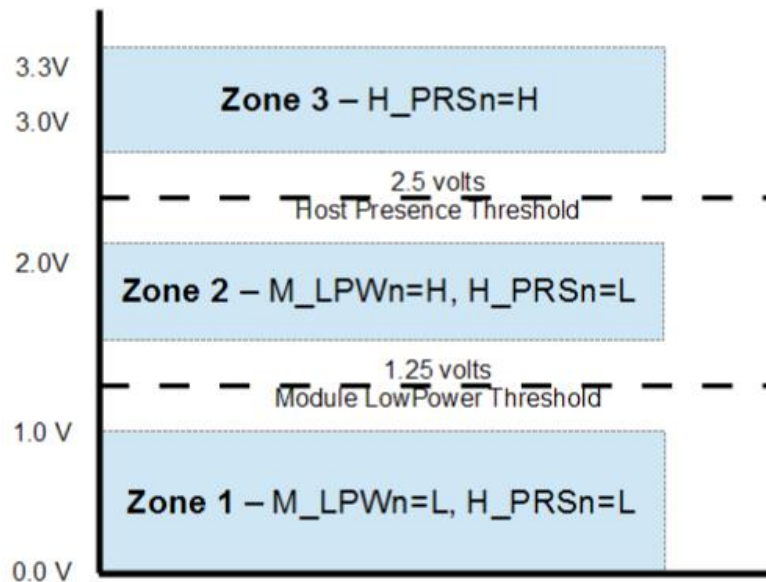 3.3V
Zone 3 – H_PRSn=H
3.0V
2.5 volts
Host Presence Threshold
2.0V
Zone 2 – M_LPWn=H, H_PRSn=L
1.25 volts
Module LowPower Threshold
1.0 V
Zone 1 – M_LPWn=L, H_PRSn=L
0.0 V